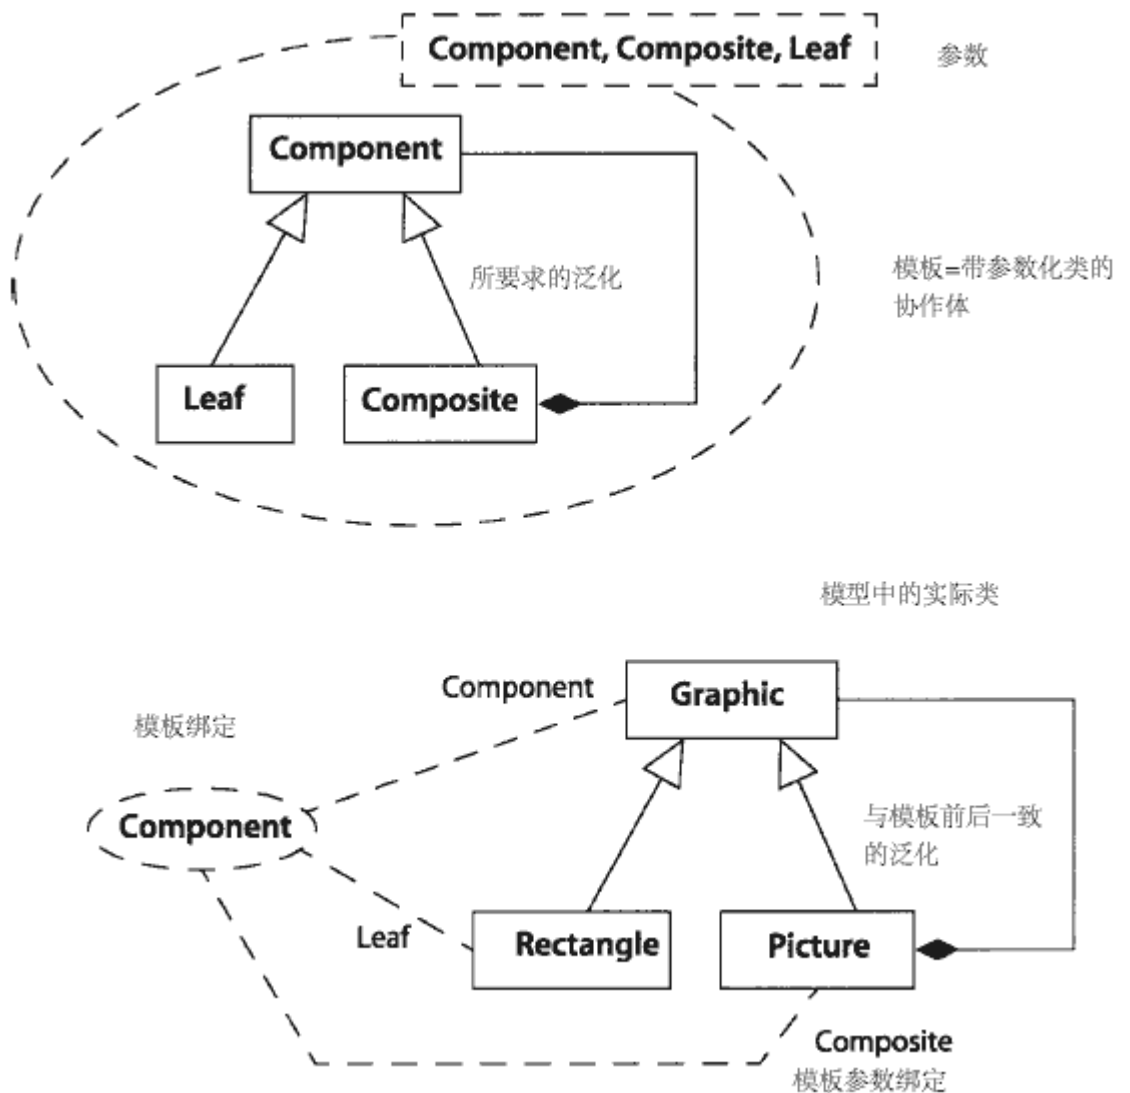 Component, Composite, Leaf
参数
Component
所要求的泛化
模板=带参数化类的
协作体
Leaf
Composite
模型中的实际类
Component
Graphic
模板绑定
Component
与模板前后一致
的泛化
Leaf
Rectangle
Picture
Composite
模板参数绑定